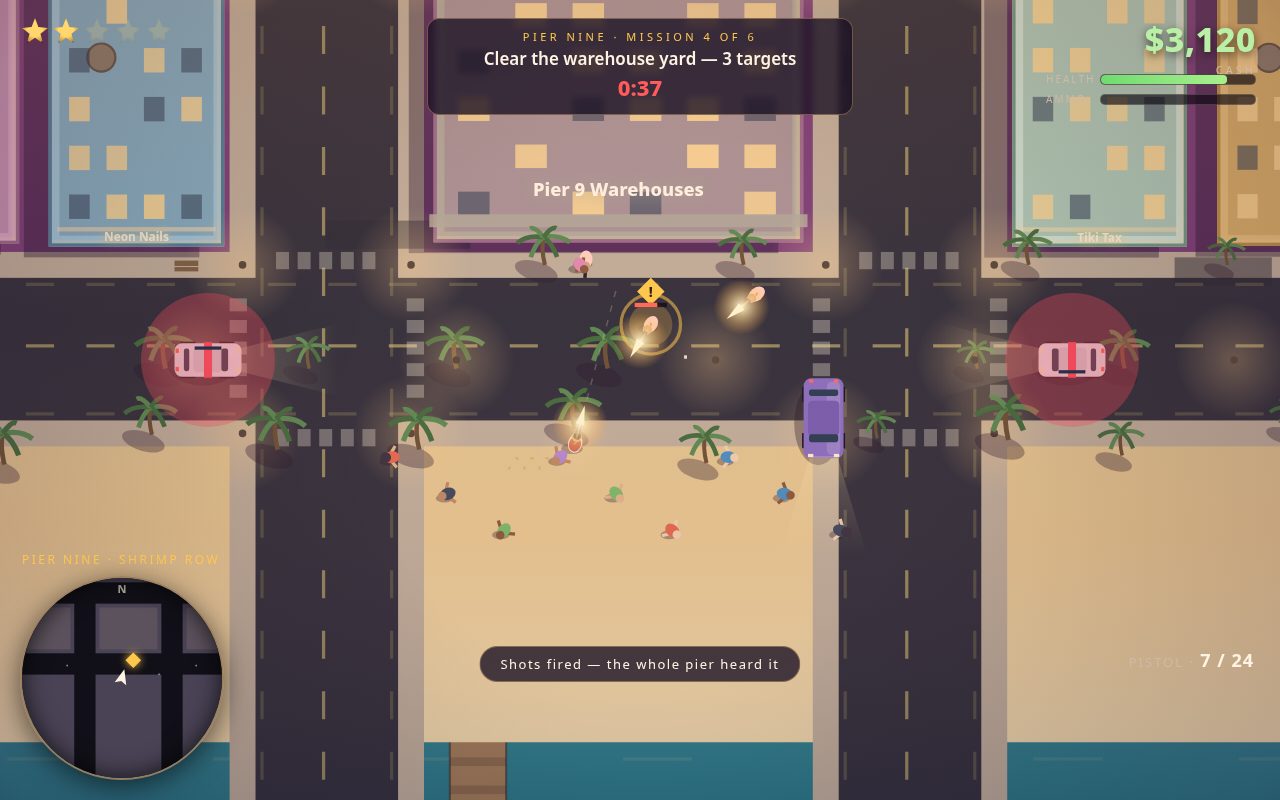 PIER NINE · MISSION 4 OF 6
Clear the warehouse yard — 3 targets
0:37
$3,120
CASH
HEALTH
AMMO
Pier 9 Warehouses
Neon Nails
Tiki Tax
!
PIER NINE · SHRIMP ROW
N
Shots fired — the whole pier heard it
PISTOL · 7 / 24